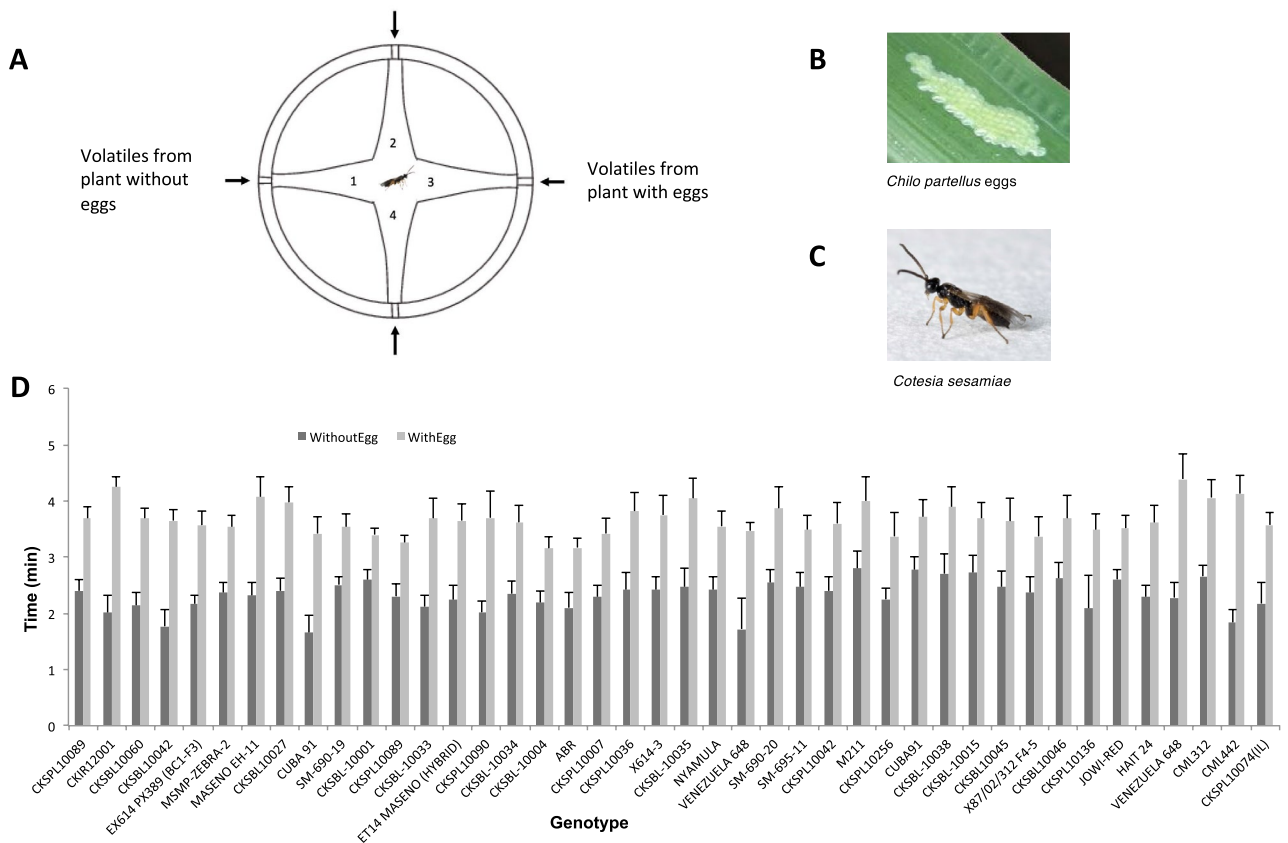 A
Volatiles from
plant without
eggs
1
2
3
4
Volatiles from
plant with eggs
B
Chilo partellus eggs
C
Cotesia sesamiae
D
Time (min)
6
5
4
3
2
1
0
WithoutEgg
WithEgg
CKSPL10089
CKIR12001
CKSBL10060
CKSBL10042
EX614 PX389 (BC1-F3)
MSMP-ZEBRA-2
MASENO EH-11
CKSBL10027
CUBA 91
SM-690-19
CKSBL-10001
CKSPL10089
CKSBL-10033
ET14 MASENO (HYBRID)
CKSPL10090
CKSBL-10034
CKSBL-10004
ABR
CKSPL10007
CKSPL10036
X614-3
CKSBL-10035
NYAMULA
VENEZUELA 648
SM-690-20
SM-695-11
CKSPL10042
M211
CKSPL10256
CUBA91
CKSBL-10038
CKSBL-10015
CKSBL10045
X87/02/312 F4-5
CKSBL10046
CKSPL10136
JOWI-RED
HAT 24
VENEZUELA 648
CML312
CML442
CKSPL10074(IL)
Genotype